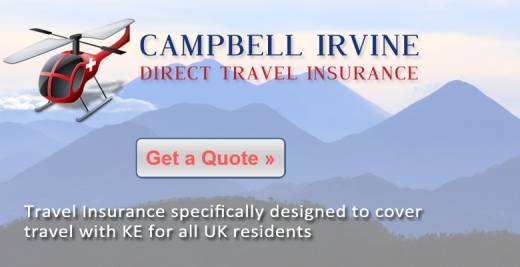 CAMPBELL IRVINE
DIRECT TRAVEL INSURANCE
Get a Quote »
Travel Insurance specifically designed to cover
travel with KE for all UK residents